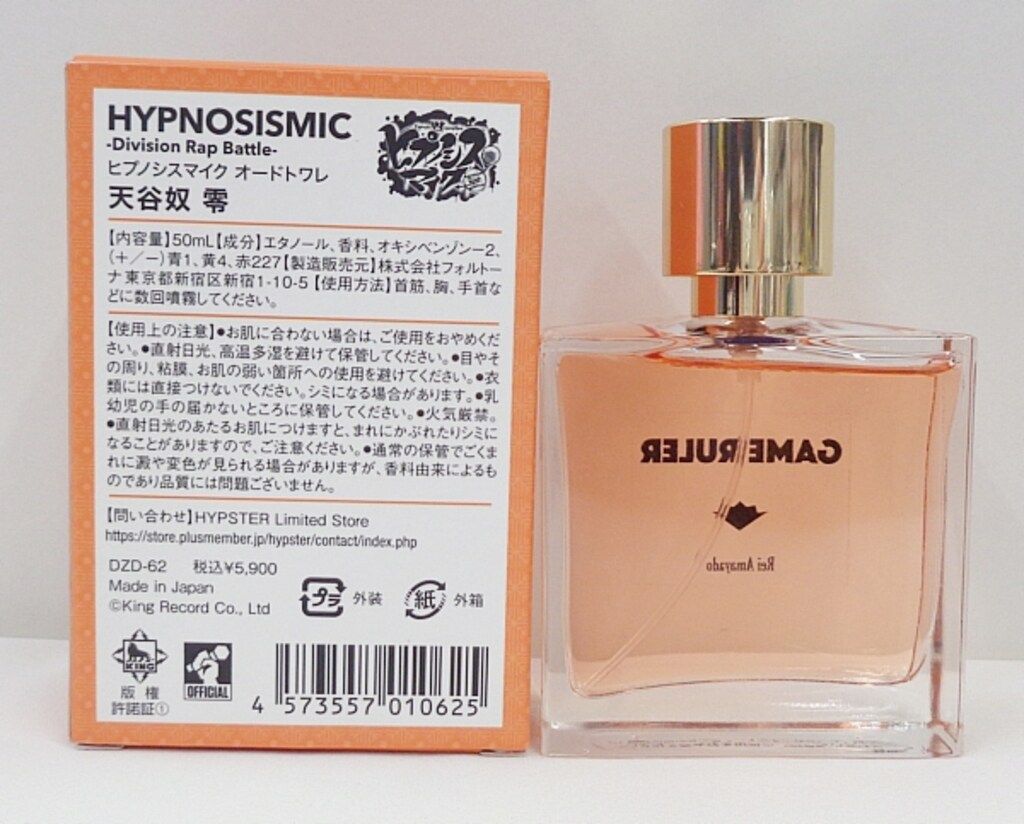 HYPNOSISMIC
-Division Rap Battle-
ヒプノシスマイク オードトワレ
天谷奴 零
ヒプノシス
マイク
【内容量】50mL【成分】エタノール、香料、オキシベンゾン－2、
(＋／－)青1、黄4、赤227【製造販売元】株式会社フォルトー
ナ 東京都新宿区新宿1-10-5【使用方法】首筋、胸、手首な
どに数回噴霧してください。
【使用上の注意】●お肌に合わない場合は、ご使用をおやめくだ
さい。●直射日光、高温多湿を避けて保管してください。●目やそ
の周り、粘膜、お肌の弱い箇所への使用を避けてください。●衣
類には直接つけないでください。シミになる場合があります。●乳
幼児の手の届かないところに保管してください。●火気厳禁。
●直射日光のあたるお肌につけますと、まれにかぶれたりシミに
なることがありますので、ご注意ください。●通常の保管でごくま
れに澱や変色が見られる場合がありますが、香料由来によるも
のであり品質には問題ございません。
【問い合わせ】HYPSTER Limited Store
https://store.plusmember.jp/hypster/contact/index.php
DZD-62 税込¥5,900
Made in Japan
©King Record Co., Ltd
プラ 外装
紙 外箱
KING
版権
許諾証①
OFFICIAL
4 573557 010625
GAME RULER
Rei Amayado